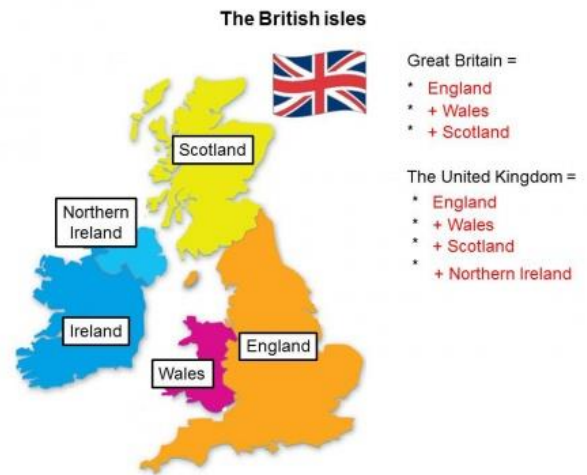 The British isles
Great Britain =
* England
* + Wales
* + Scotland
The United Kingdom =
* England
* + Wales
* + Scotland
* + Northern Ireland
Scotland
Northern
Ireland
Ireland
England
Wales